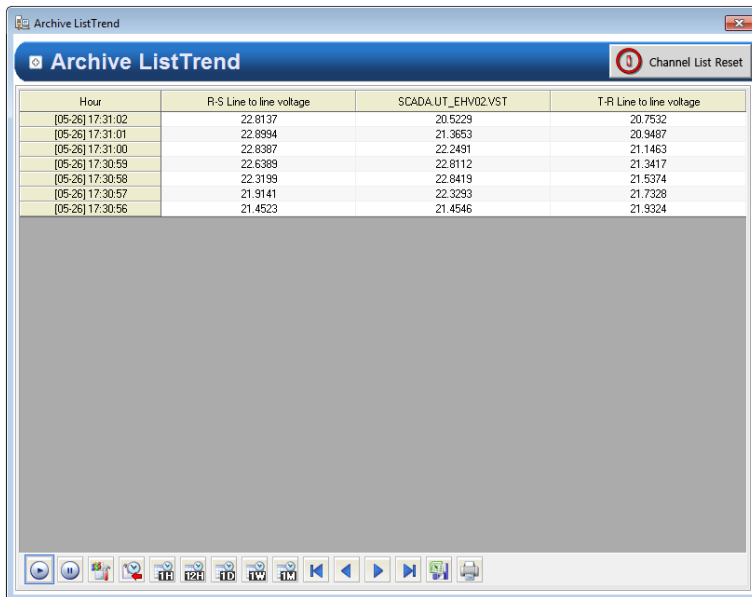 Archive ListTrend
Archive ListTrend
Channel List Reset
Hour R-S Line to line voltage SCADA.UT_EHV02.VST T-R Line to line voltage
[05-26] 17:31:02 22.8137 20.5229 20.7532
[05-26] 17:31:01 22.8994 21.3653 20.9487
[05-26] 17:31:00 22.8387 22.2491 21.1463
[05-26] 17:30:59 22.6389 22.8112 21.3417
[05-26] 17:30:58 22.3199 22.8419 21.5374
[05-26] 17:30:57 21.9141 22.3293 21.7328
[05-26] 17:30:56 21.4523 21.4546 21.9324
1H 12H 1D 1W 1M